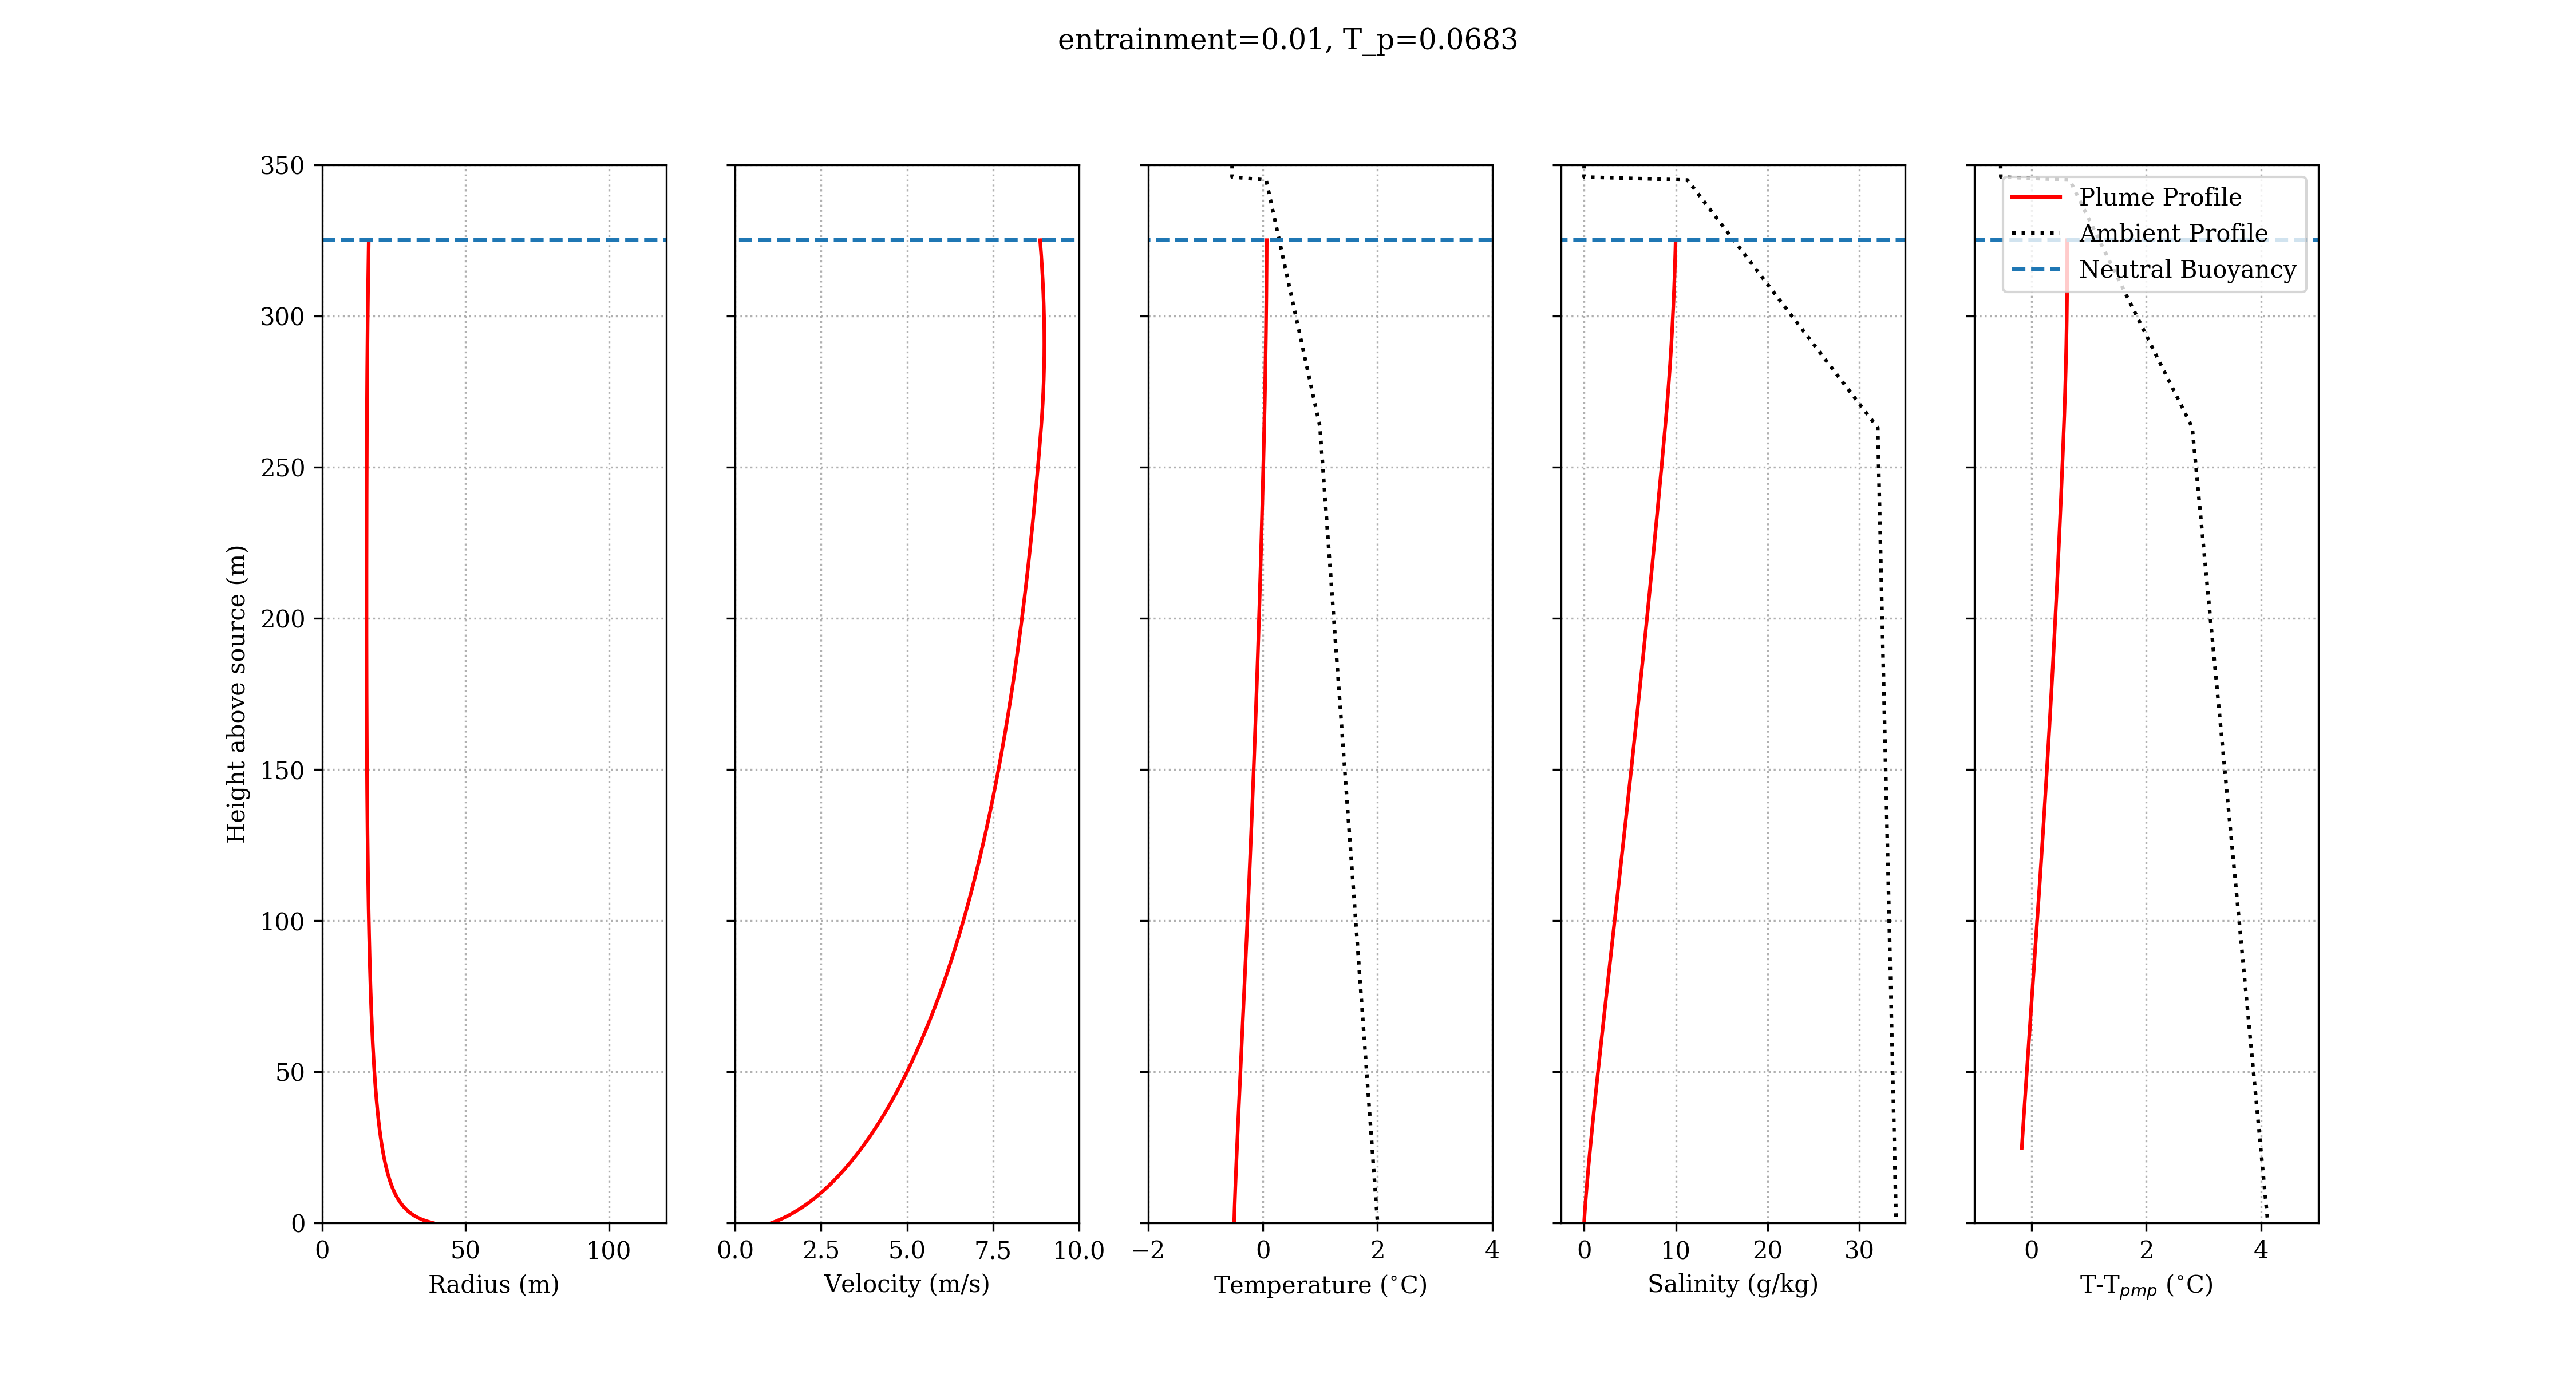 entrainment=0.01, T_p=0.0683
350
300
250
200
150
100
50
0
Height above source (m)
0 50 100
Radius (m)
0.0 2.5 5.0 7.5 10.0
Velocity (m/s)
−2 0 2 4
Temperature (°C)
0 10 20 30
Salinity (g/kg)
Plume Profile
Ambient Profile
Neutral Buoyancy
0 2 4
T-Tpmp (°C)